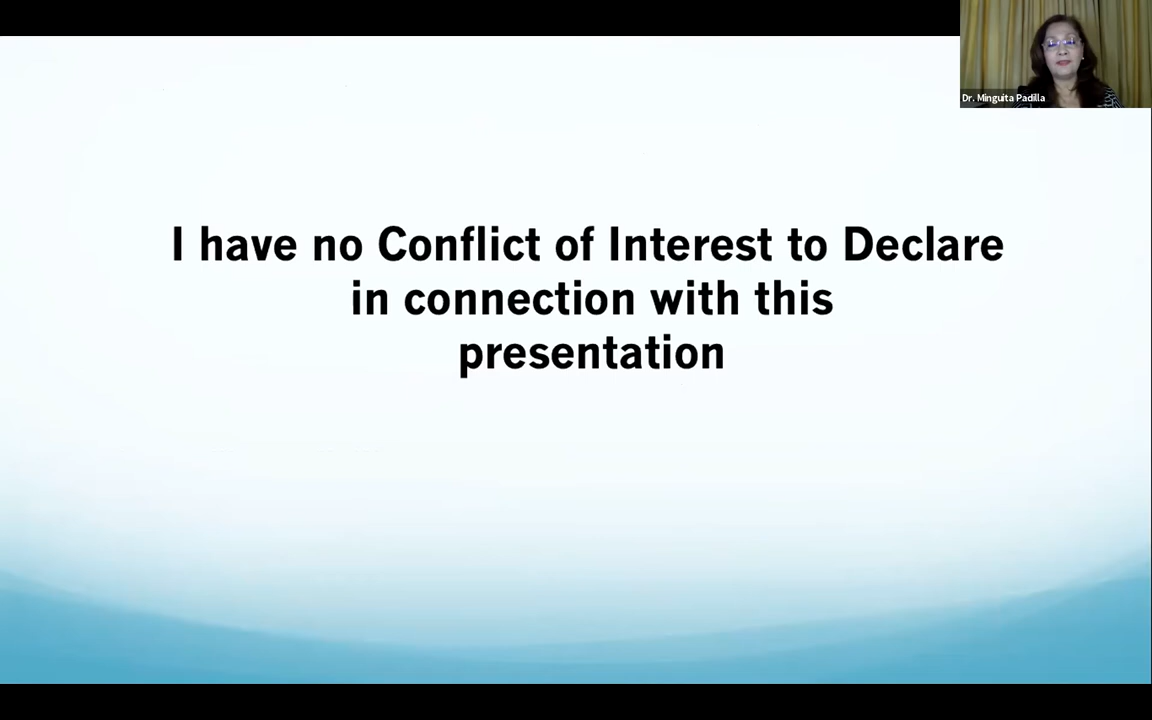 Dr. Minguita Padilla
I have no Conflict of Interest to Declare
in connection with this
presentation